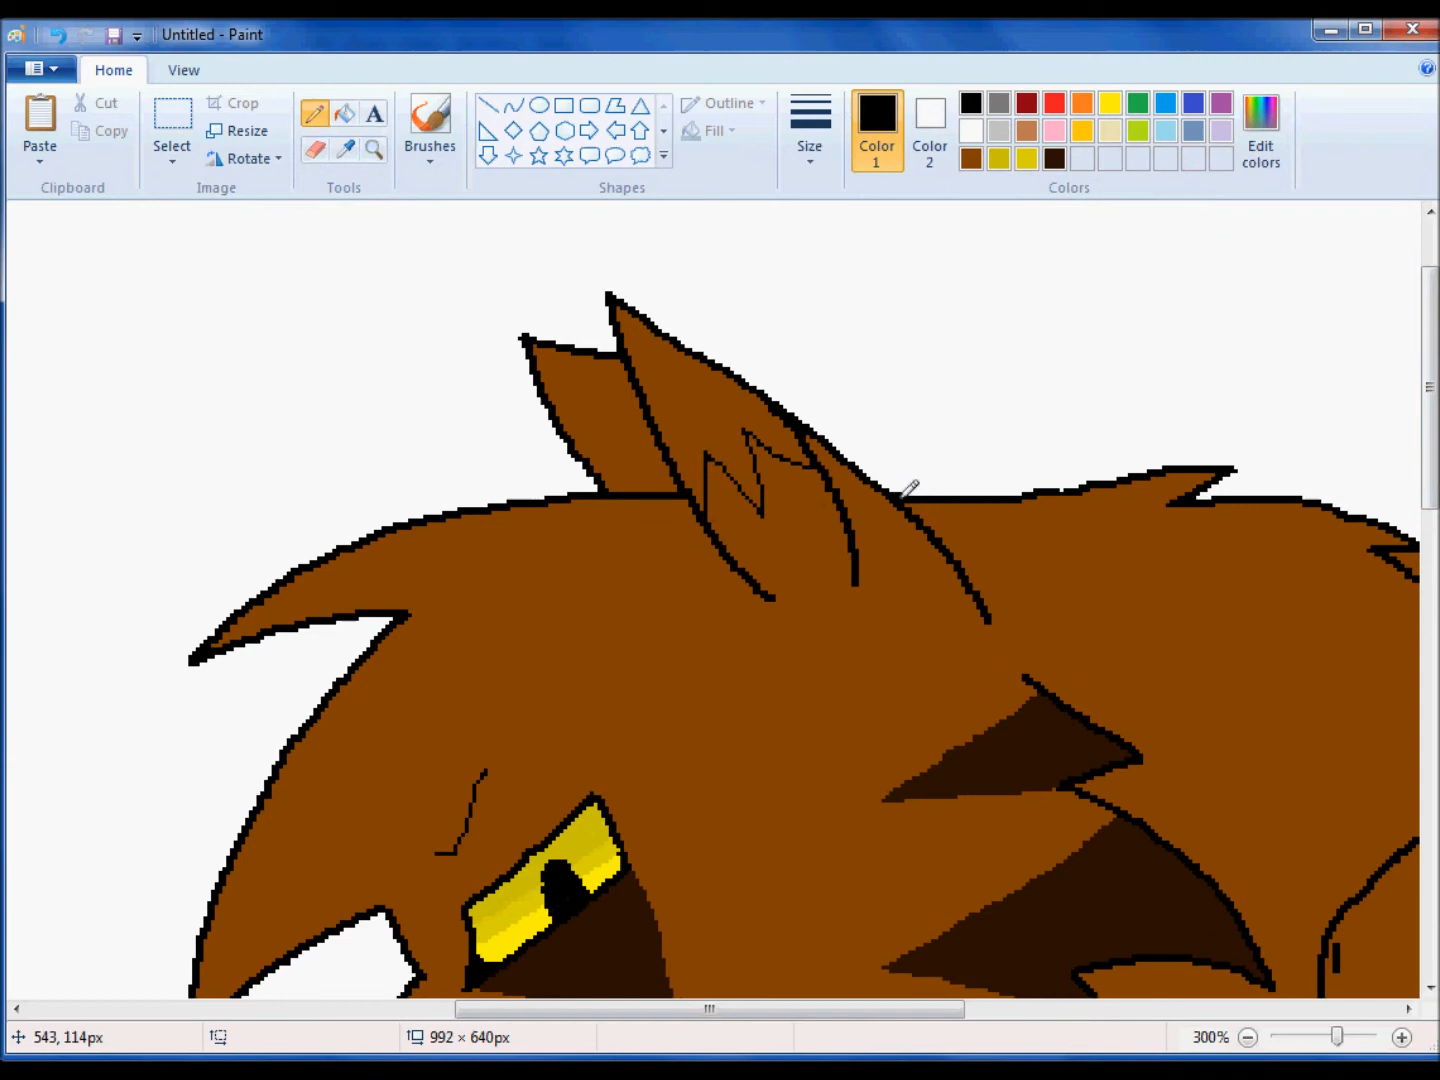 Untitled - Paint
Home View
Paste
Cut
Copy
Clipboard
Select
Crop
Resize
Rotate
Image
A
Tools
Brushes
Outline
Fill
Shapes
Size
Color 1
Color 2
Edit colors
Colors
543, 114px
992 × 640px
300%